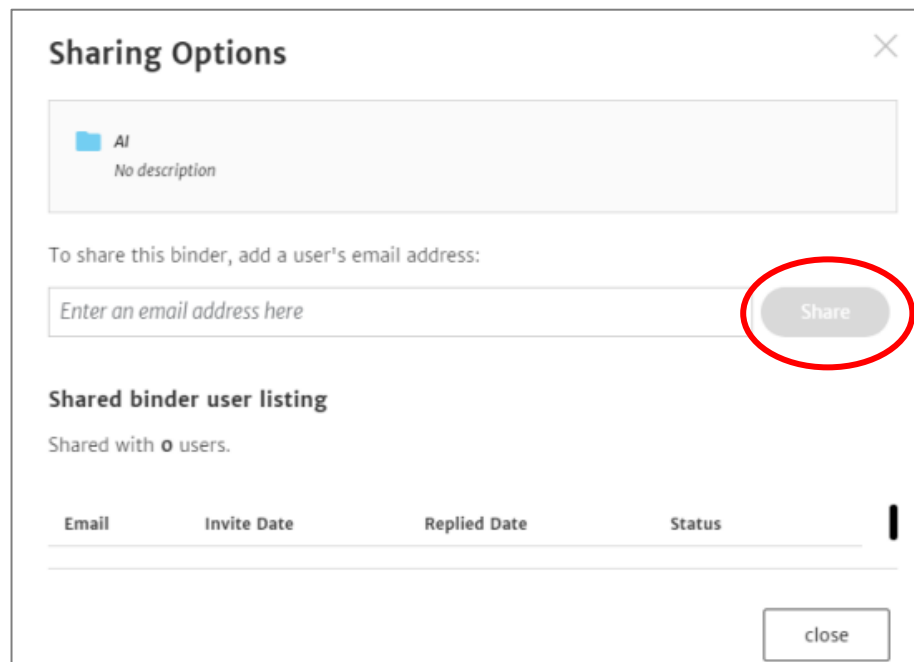 Sharing Options
AI
No description
To share this binder, add a user's email address:
Enter an email address here
Share
Shared binder user listing
Shared with 0 users.
Email Invite Date Replied Date Status
close